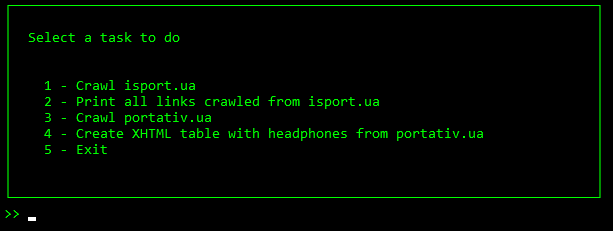 Select a task to do
1 - Crawl isport.ua
2 - Print all links crawled from isport.ua
3 - Crawl portativ.ua
4 - Create XHTML table with headphones from portativ.ua
5 - Exit
>>